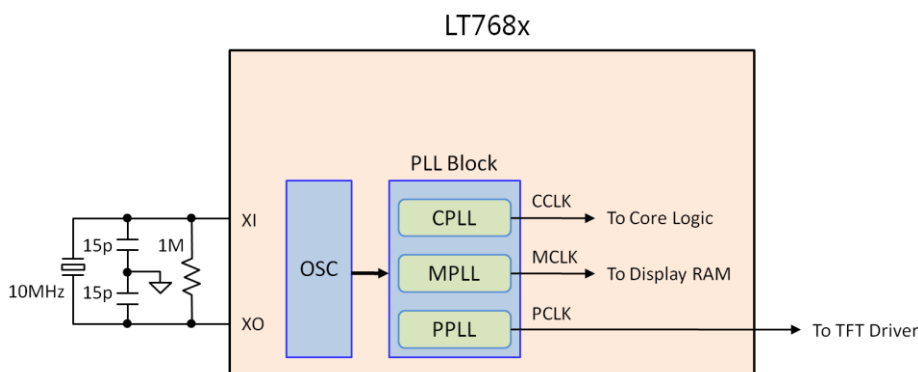 LT768x
PLL Block
XI
CPLL
CCLK
To Core Logic
15p
1M
OSC
MPLL
MCLK
To Display RAM
10MHz
15p
XO
PPLL
PCLK
To TFT Driver